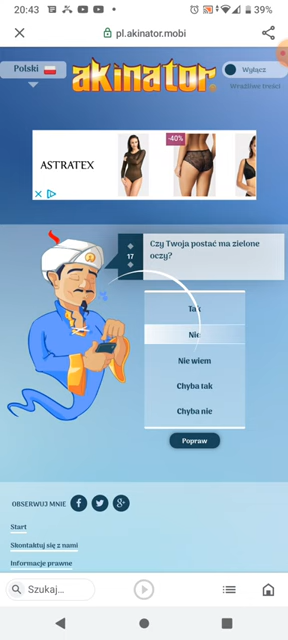 20:43
39%
pl.akinator.mobi
Polski
akinator
Wyłącz
Wrażliwe treści
ASTRATEX
-40%
17
Czy Twoja postać ma zielone
oczy?
Tak
Nie
Nie wiem
Chyba tak
Chyba nie
Popraw
OBSERWUJ MNIE
Start
Skontaktuj się z nami
Informacje prawne
Szukaj...